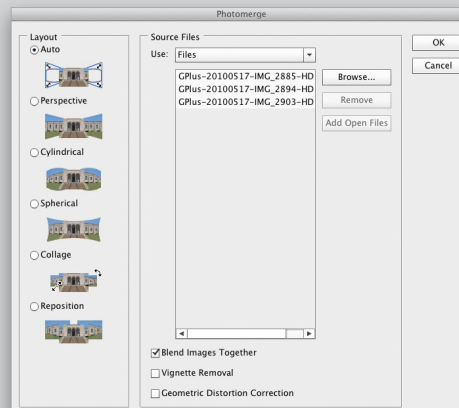 Photomerge
Layout
Auto
Perspective
Cylindrical
Spherical
Collage
Reposition
Source Files
Use: Files
GPlus-20100517-IMG_2885-HD
GPlus-20100517-IMG_2894-HD
GPlus-20100517-IMG_2903-HD
Browse...
Remove
Add Open Files
Blend Images Together
Vignette Removal
Geometric Distortion Correction
OK
Cancel